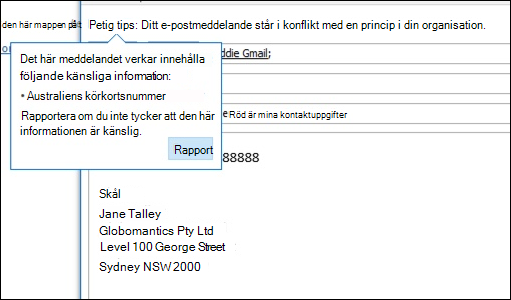 Petig tips: Ditt e-postmeddelande står i konflikt med en princip i din organisation.
den här mappen på
ddie Gmail;
Det här meddelandet verkar innehålla
följande känsliga information:
• Australiens körkortsnummer
Rapportera om du inte tycker att den här
informationen är känslig.
Rapport
Röd är mina kontaktuppgifter
88888
Skål
Jane Talley
Globomantics Pty Ltd
Level 100 George Street
Sydney NSW 2000